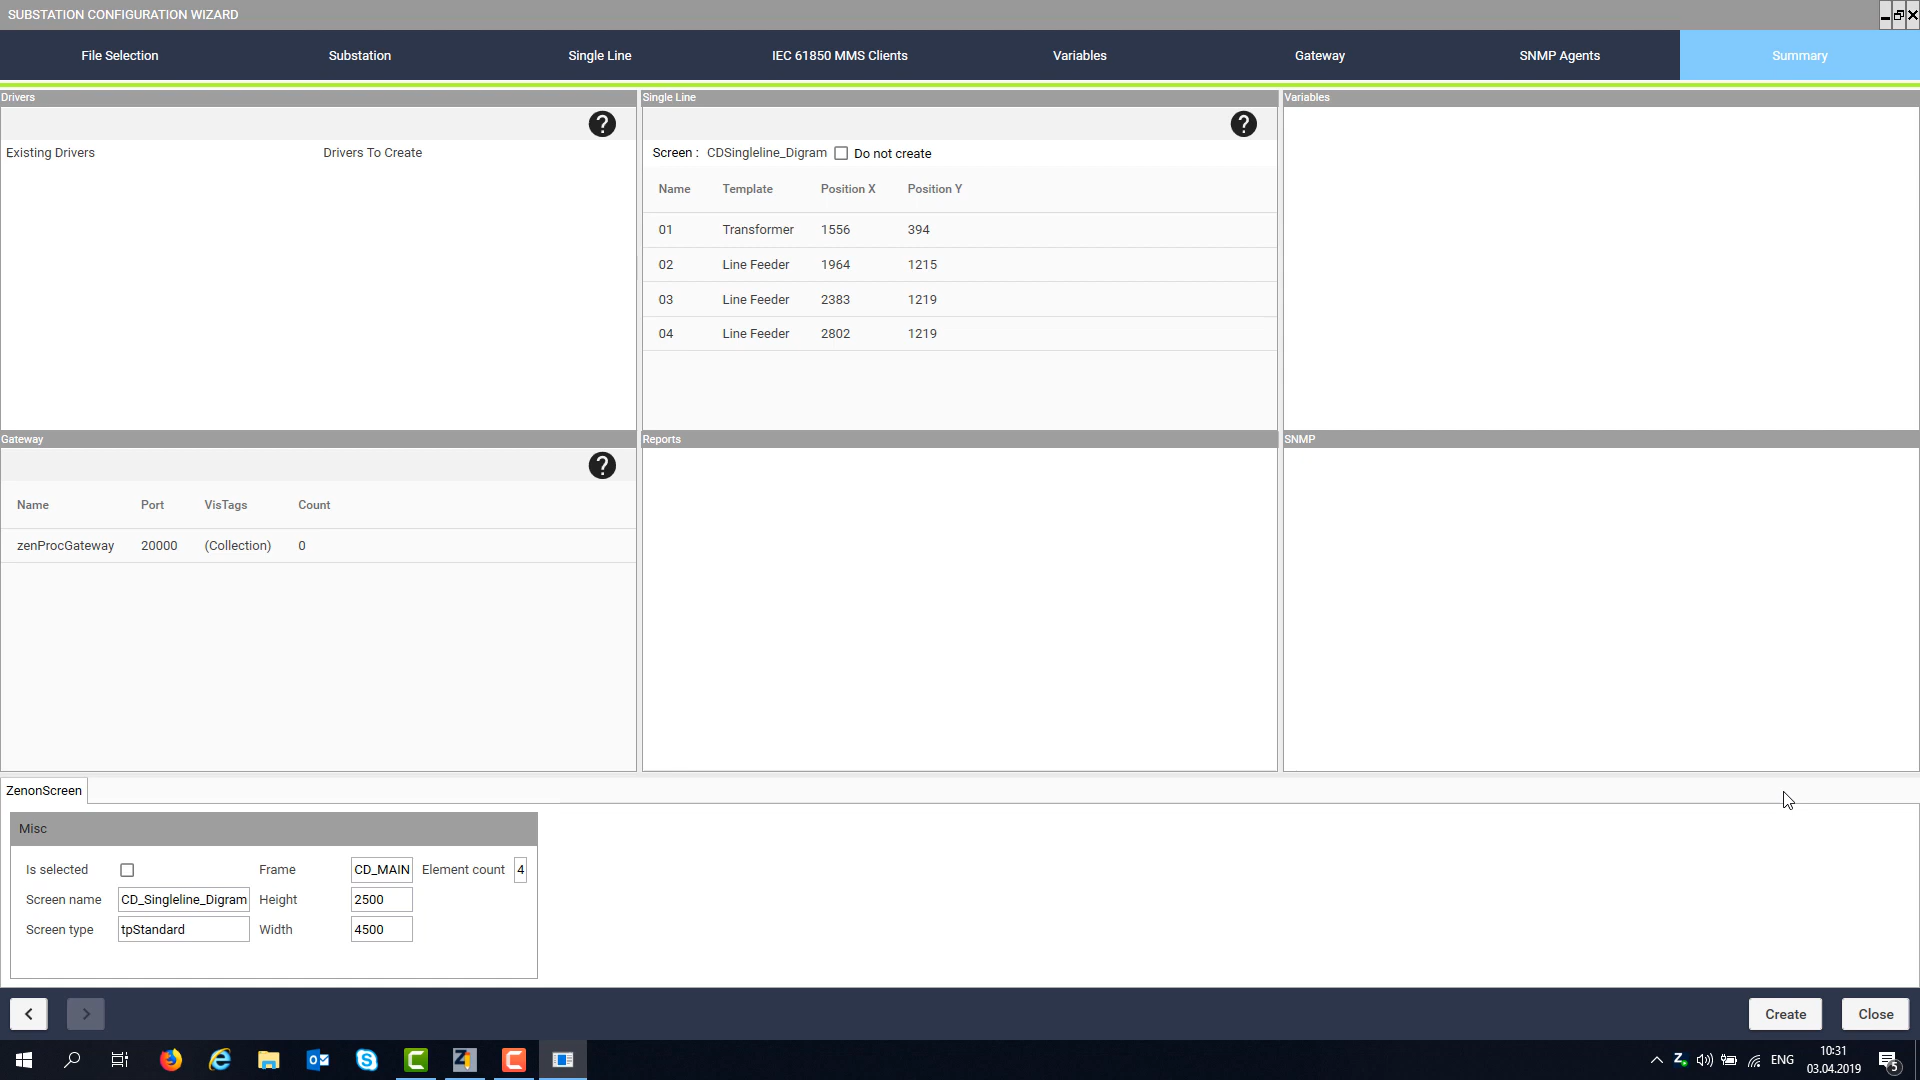 SUBSTATION CONFIGURATION WIZARD
File Selection
Substation
Single Line
IEC 61850 MMS Clients
Variables
Gateway
SNMP Agents
Summary
Drivers
?
Existing Drivers
Drivers To Create
Single Line
?
Screen : CDSingleline_Digram Do not create
Name Template Position X Position Y
01 Transformer 1556 394
02 Line Feeder 1964 1215
03 Line Feeder 2383 1219
04 Line Feeder 2802 1219
Variables
Gateway
?
Name Port VisTags Count
zenProcGateway 20000 (Collection) 0
Reports
SNMP
ZenonScreen
Misc
Is selected Frame CD_MAIN Element count 4
Screen name CD_Singleline_Digram Height 2500
Screen type tpStandard Width 4500
< >
Create
Close
ENG
10:31
03.04.2019
5